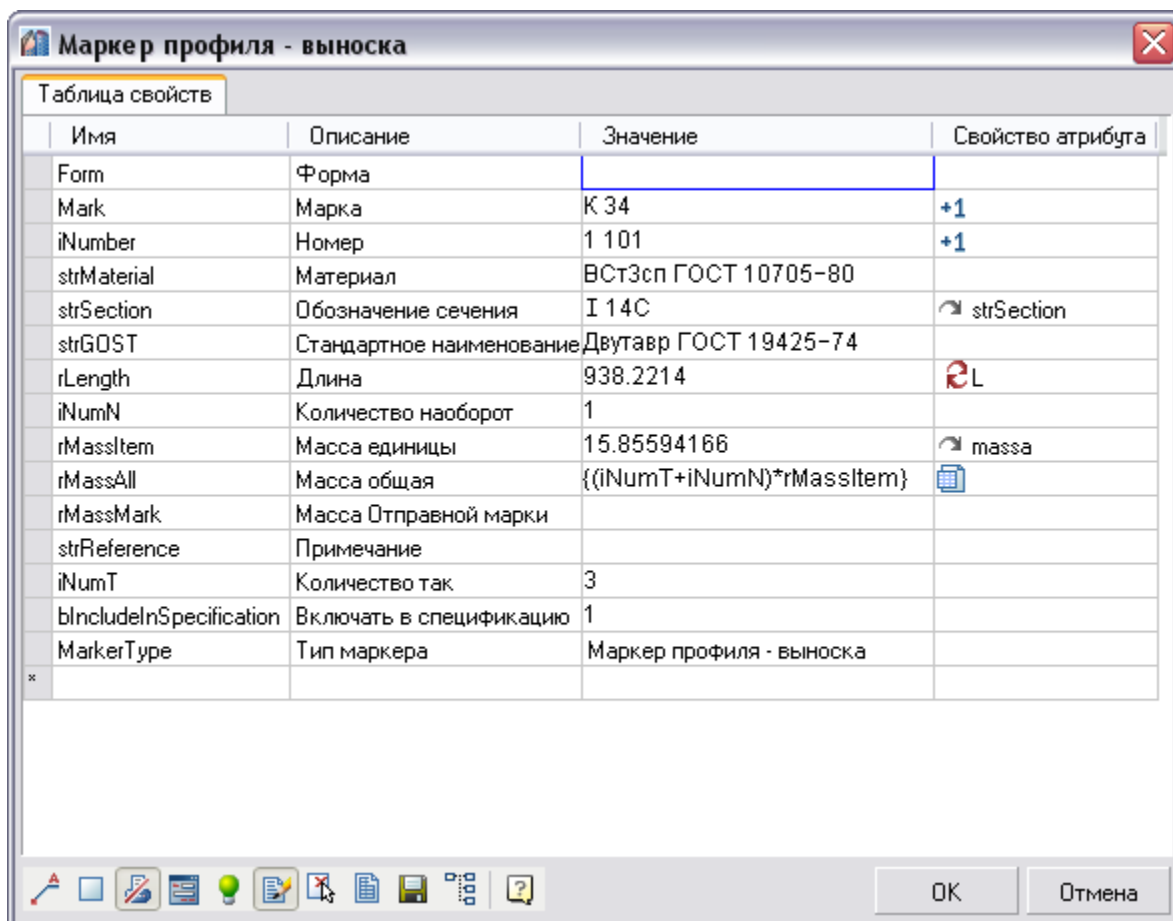 Маркер профиля - выноска
Таблица свойств
Имя Описание Значение Свойство атрибута
Form Форма
Mark Марка К 34 +1
iNumber Номер 1 101 +1
strMaterial Материал ВСт3сп ГОСТ 10705-80
strSection Обозначение сечения I 14С strSection
strGOST Стандартное наименование Двутавр ГОСТ 19425-74
rLength Длина 938.2214 L
iNumN Количество наоборот 1
rMassItem Масса единицы 15.85594166 massa
rMassAll Масса общая {(iNumT+iNumN)*rMassItem}
rMassMark Масса Отправной марки
strReference Примечание
iNumT Количество так 3
bIncludeInSpecification Включать в спецификацию 1
MarkerType Тип маркера Маркер профиля - выноска
*
OK Отмена